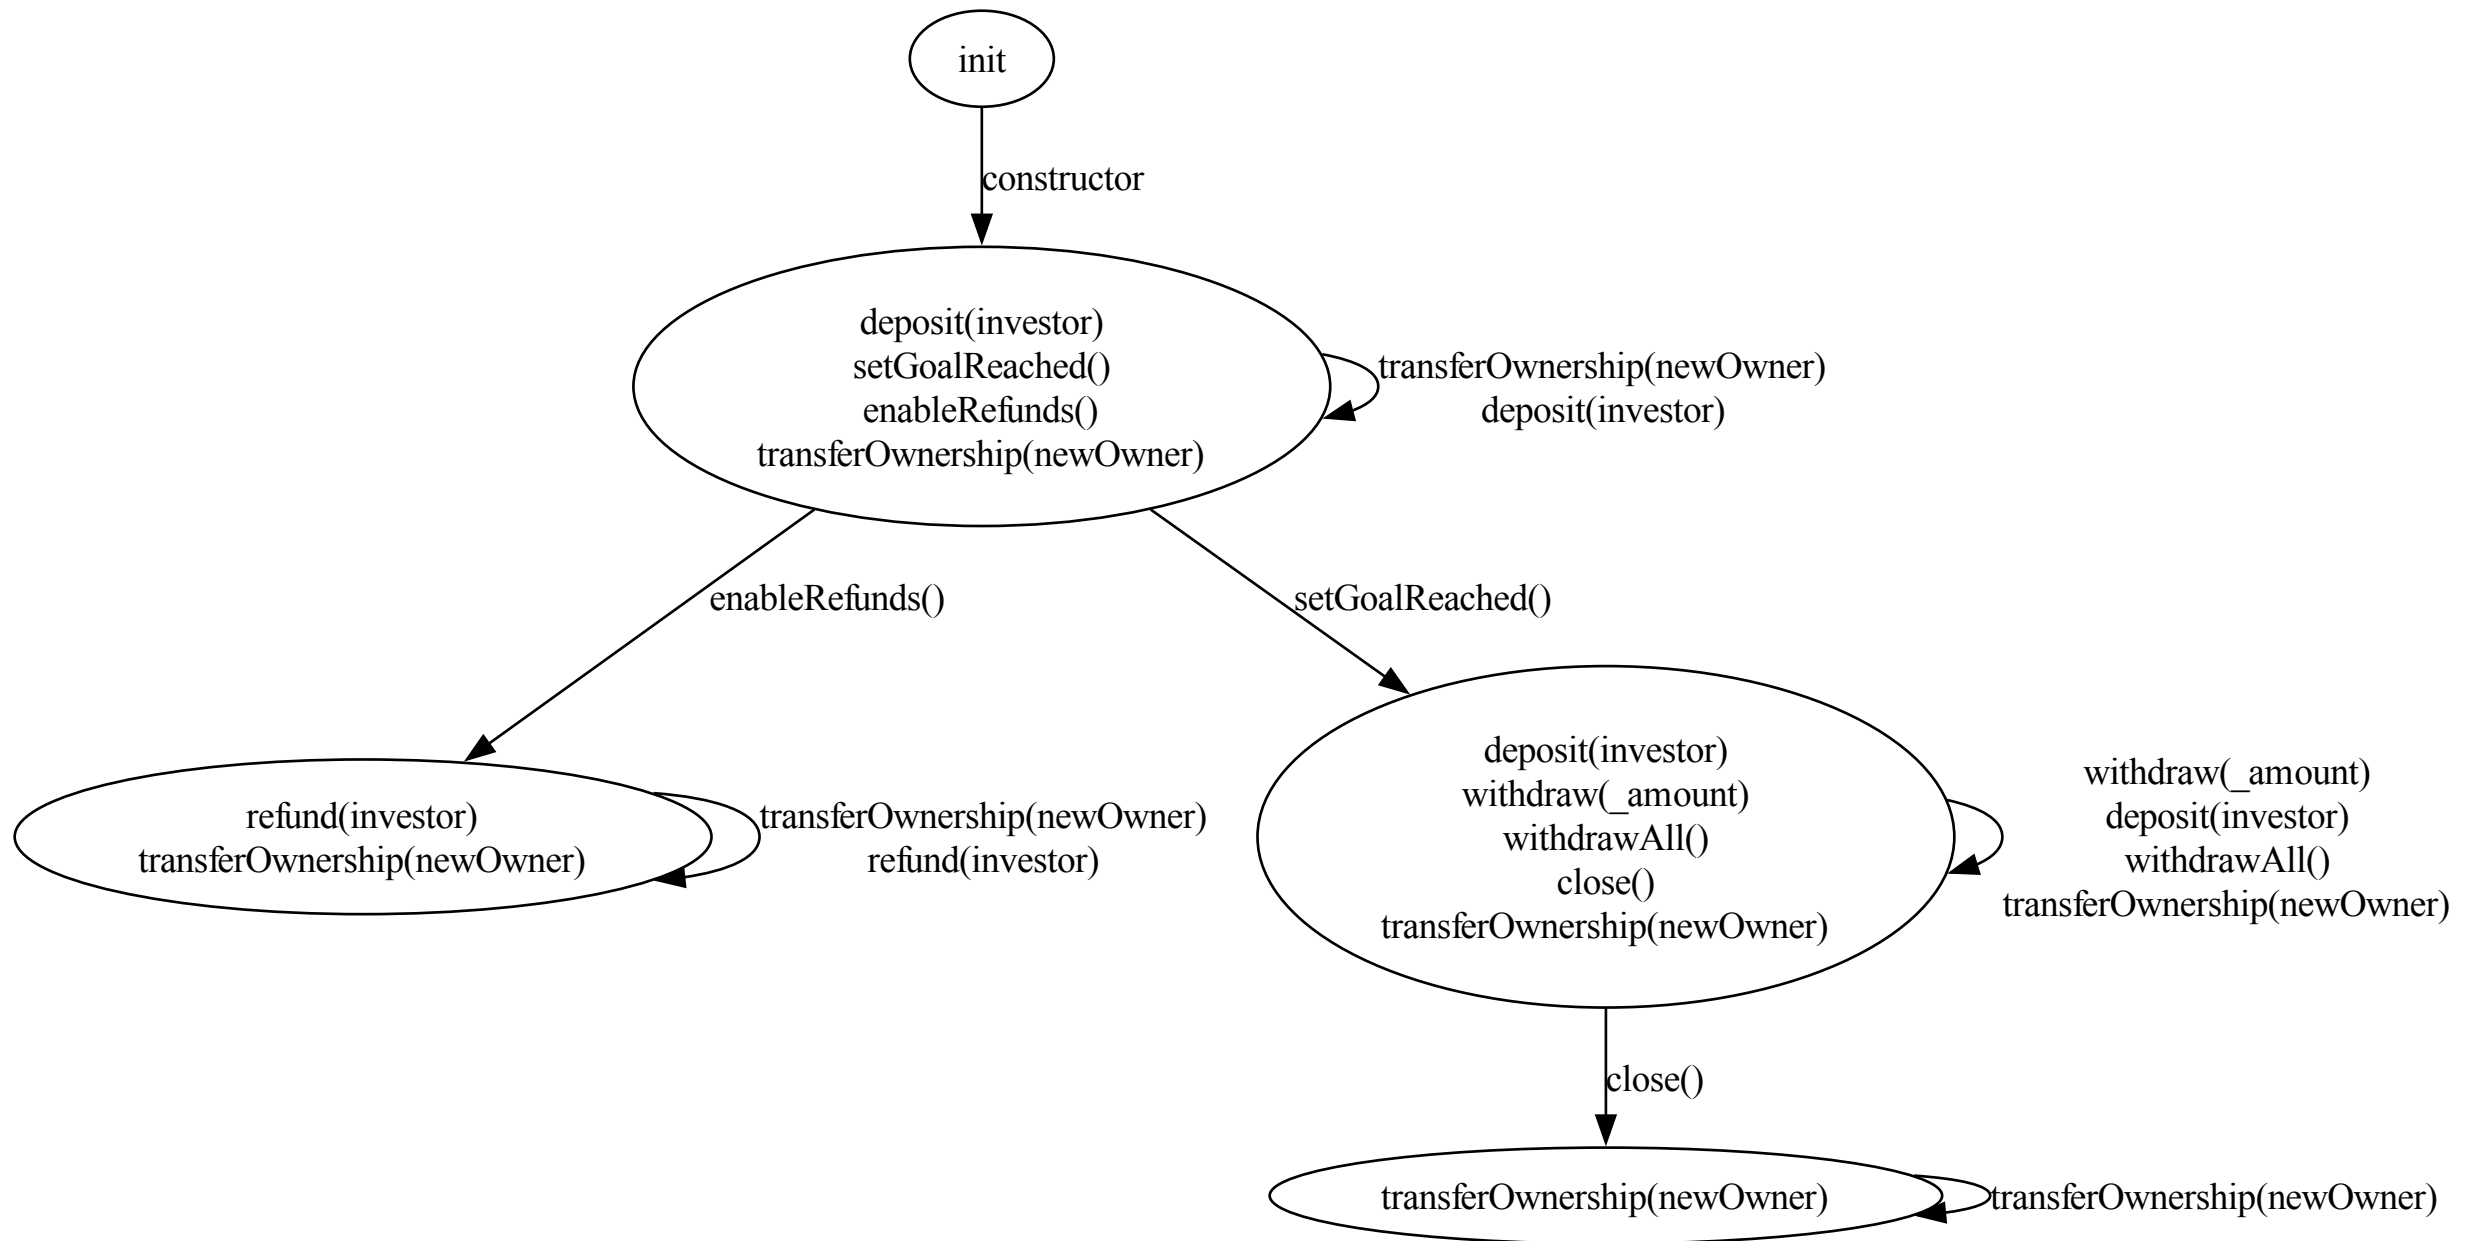 init
constructor
deposit(investor)
setGoalReached()
enableRefunds()
transferOwnership(newOwner)
transferOwnership(newOwner)
deposit(investor)
enableRefunds()
setGoalReached()
refund(investor)
transferOwnership(newOwner)
transferOwnership(newOwner)
refund(investor)
deposit(investor)
withdraw(_amount)
withdrawAll()
close()
transferOwnership(newOwner)
withdraw(_amount)
deposit(investor)
withdrawAll()
transferOwnership(newOwner)
close()
transferOwnership(newOwner)
transferOwnership(newOwner)